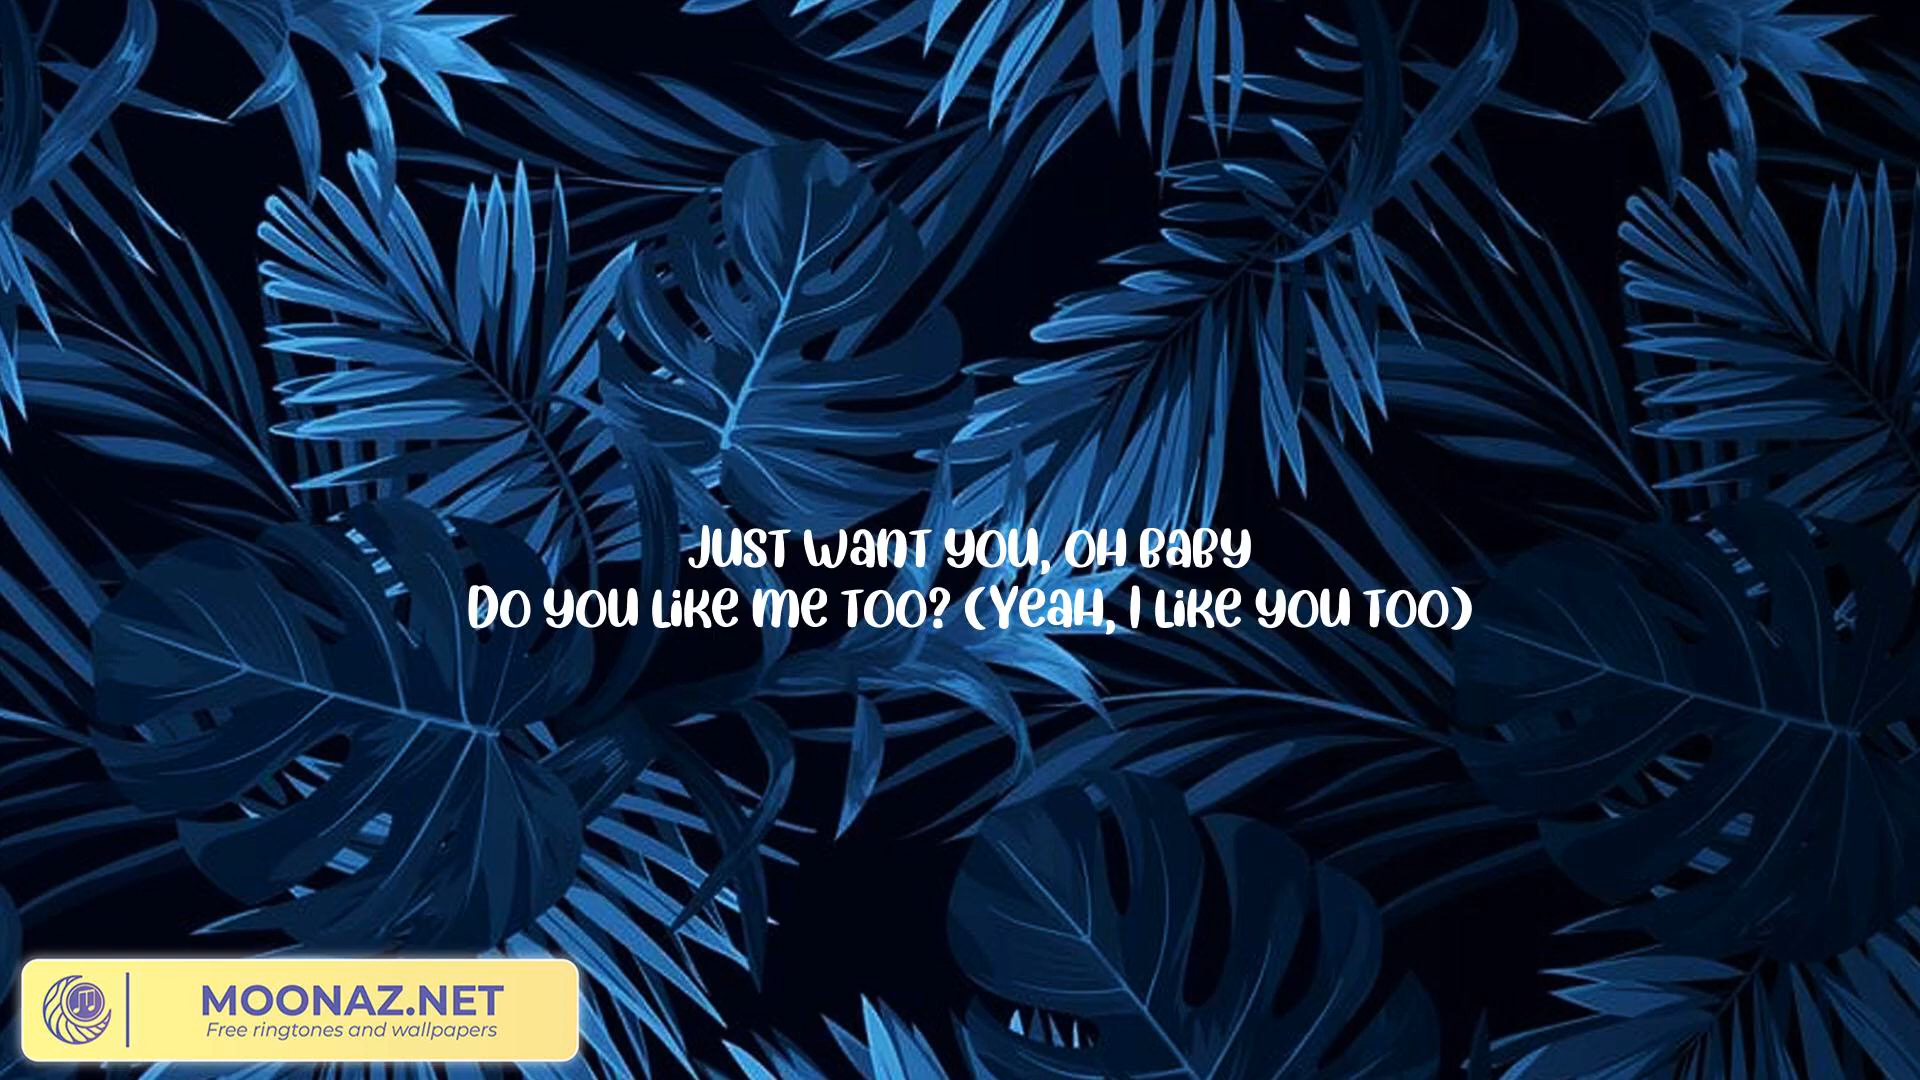 Just want you, oh baby
Do you like me too? (Yeah, I like you too)
MOONAZ.NET
Free ringtones and wallpapers